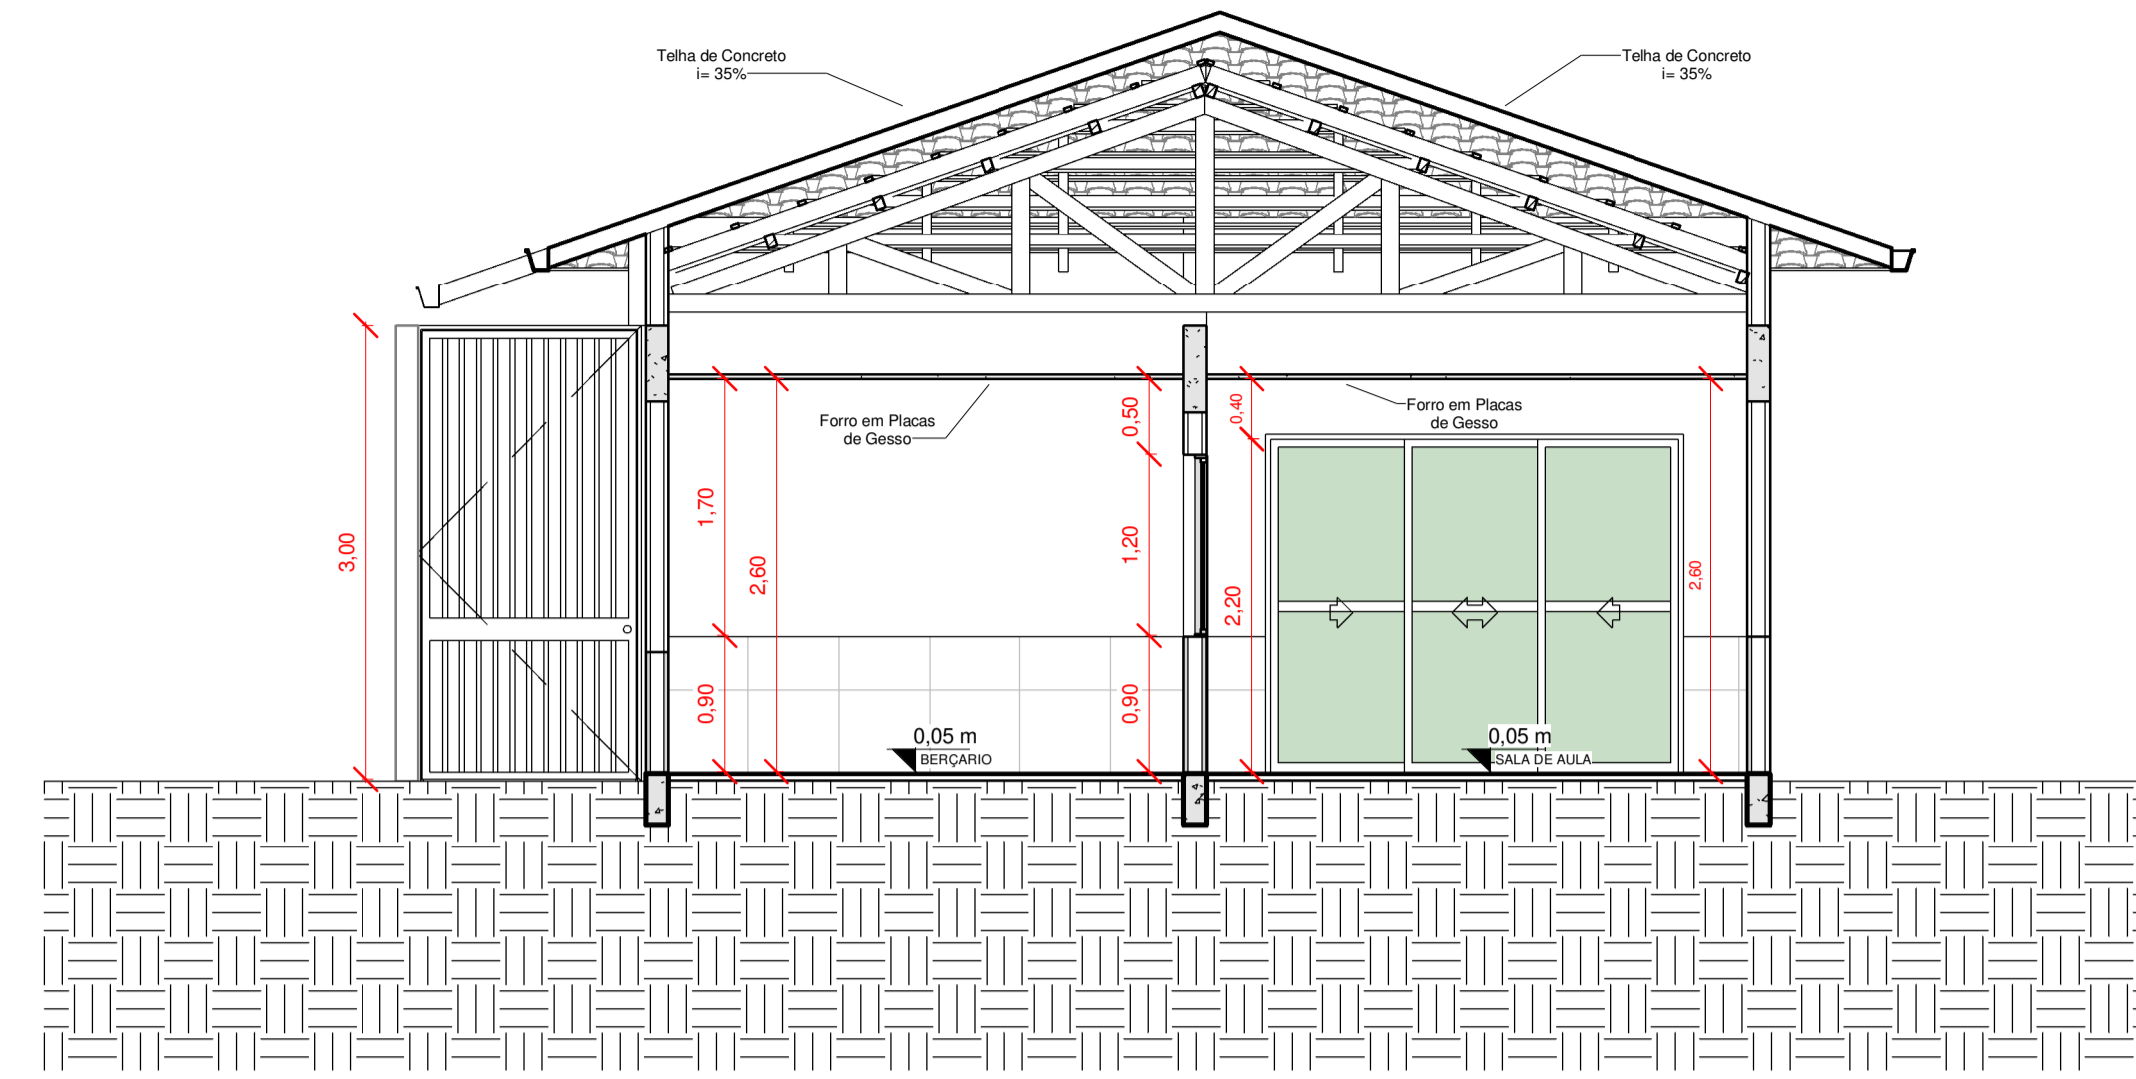 Telha de Concreto
i= 35%
Telha de Concreto
i= 35%
Forro em Placas
de Gesso
Forro em Placas
de Gesso
3,00
1,70
2,60
0,90
0,50
1,20
0,90
0,40
2,20
2,60
0,05 m
BERÇARIO
0,05 m
SALA DE AULA